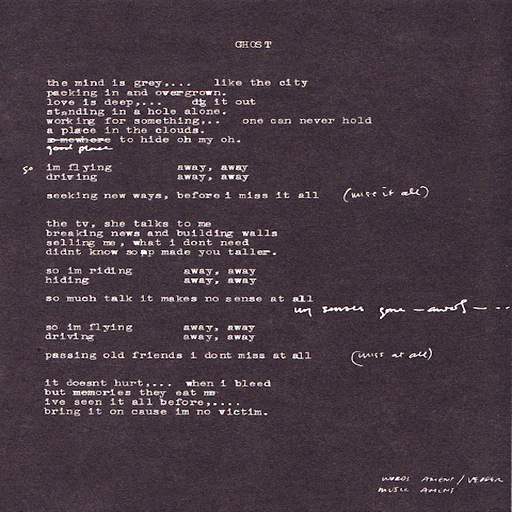 GHOST
the mind is grey,... like the city
packing in and overgrown.
love is deep,... dig it out
standing in a hole alone.
working for something,.. one can never hold
a place in the clouds.
somewhere to hide oh my oh.
good place
so im flying away, away
driving away, away
seeking new ways, before i miss it all (miss it all)
the tv, she talks to me
breaking news and building walls
selling me, what i dont need
didnt know soap made you taller.
so im riding away, away
hiding away, away
so much talk it makes no sense at all
my senses gone — away — ...
so im flying away, away
driving away, away
passing old friends i dont miss at all (miss at all)
it doesnt hurt,... when i bleed
but memories they eat me
ive seen it all before,....
bring it on cause im no victim.
WORDS AMENT/VEDDER
MUSIC AMENT